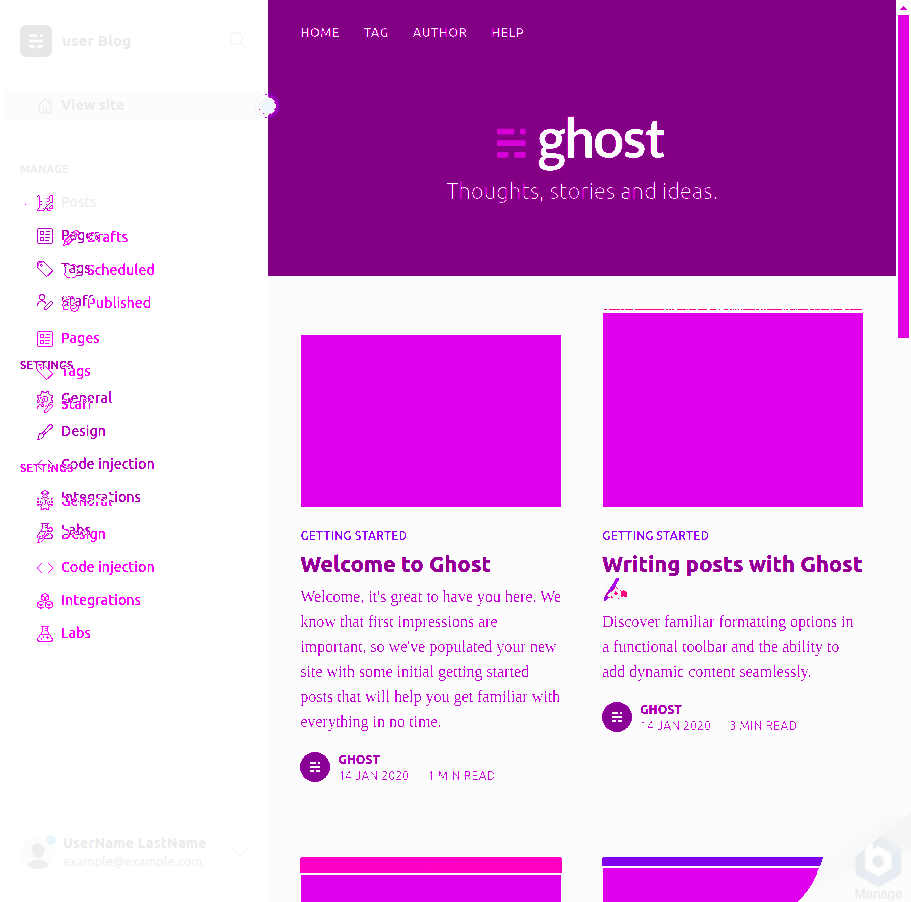 user Blog
View site
MANAGE
Posts
Pages
Drafts
Tags
Scheduled
Staff
Published
Pages
SETTINGS
Tags
General
Staff
Design
Code injection
SETTINGS
Integrations
General
Labs
Design
Code injection
Integrations
Labs
UserName LastName
example@example.com
HOME TAG AUTHOR HELP
ghost
Thoughts, stories and ideas.
GETTING STARTED
Welcome to Ghost
Welcome, it's great to have you here. We
know that first impressions are
important, so we've populated your new
site with some initial getting started
posts that will help you get familiar with
everything in no time.
GHOST
14 JAN 2020 1 MIN READ
GETTING STARTED
Writing posts with Ghost
Discover familiar formatting options in
a functional toolbar and the ability to
add dynamic content seamlessly.
GHOST
14 JAN 2020 3 MIN READ
Manage